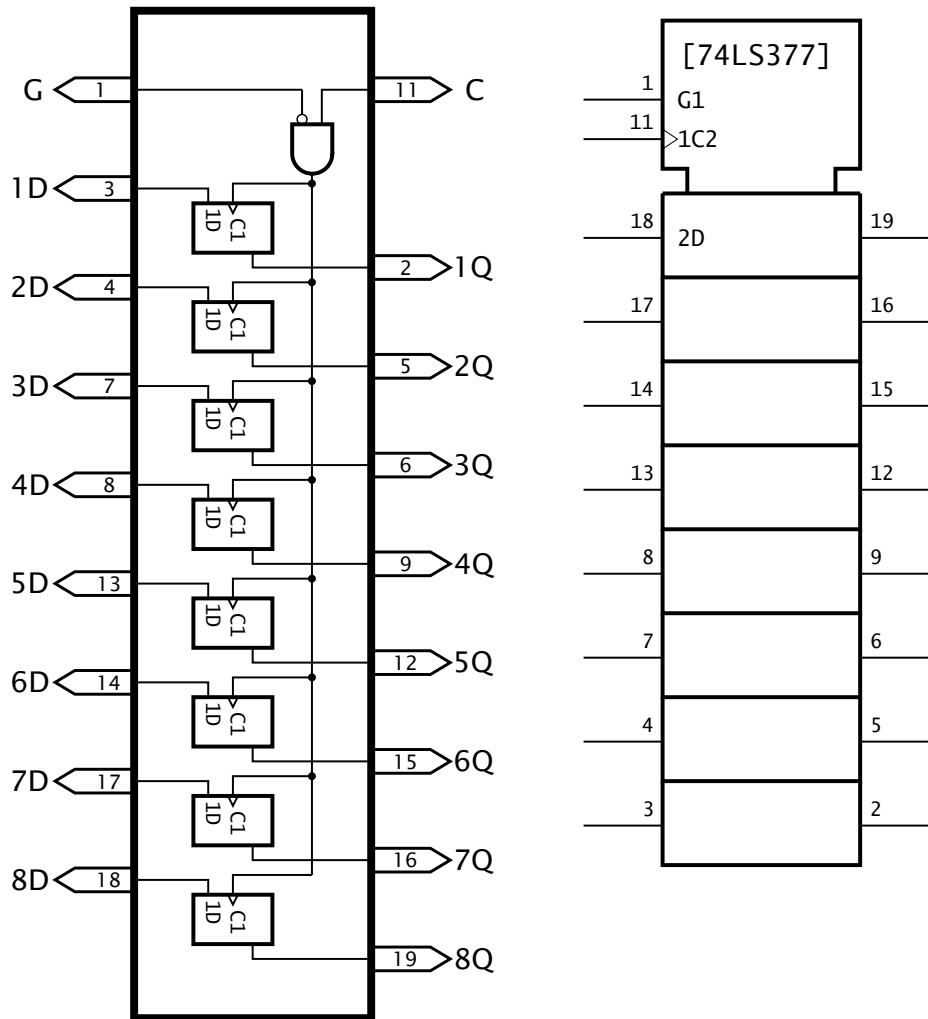 G 1 11 C
1D 3
1D C1
2 1Q
2D 4
1D C1
5 2Q
3D 7
1D C1
6 3Q
4D 8
1D C1
9 4Q
5D 13
1D C1
12 5Q
6D 14
1D C1
15 6Q
7D 17
1D C1
16 7Q
8D 18
1D C1
19 8Q
[74LS377]
1 G1
11 1C2
18 2D 19
17 16
14 15
13 12
8 9
7 6
4 5
3 2